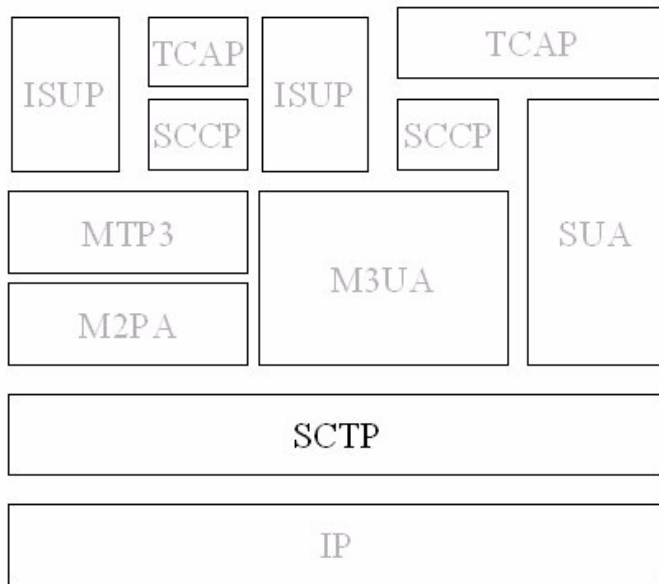 ISUP
TCAP
SCCP
ISUP
TCAP
SCCP
SUA
MTP3
M2PA
M3UA
SCTP
IP